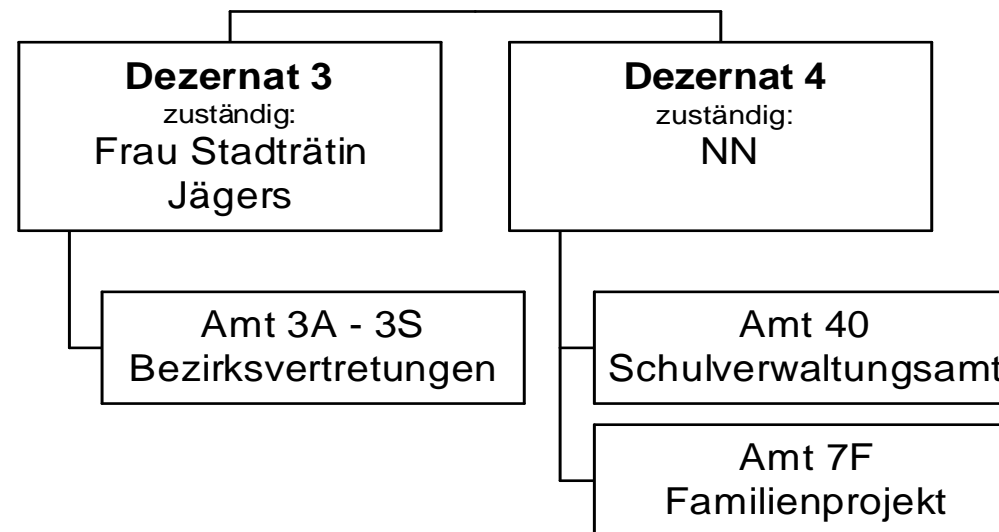 Dezernat 3
zuständig:
Frau Stadträtin
Jägers
Dezernat 4
zuständig:
NN
Amt 3A - 3S
Bezirksvertretungen
Amt 40
Schulverwaltungsamt
Amt 7F
Familienprojekt